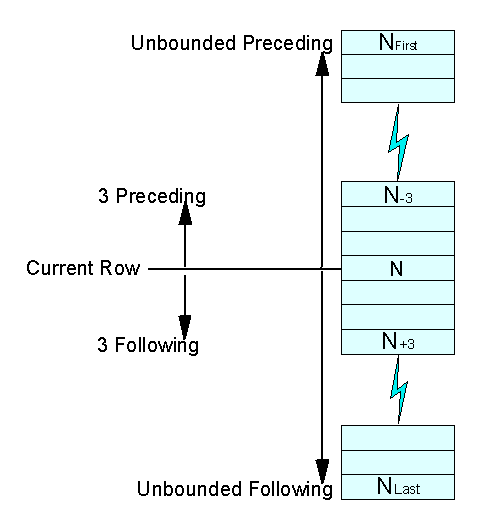 Unbounded Preceding
NFirst
3 Preceding
N-3
Current Row
N
3 Following
N+3
Unbounded Following
NLast